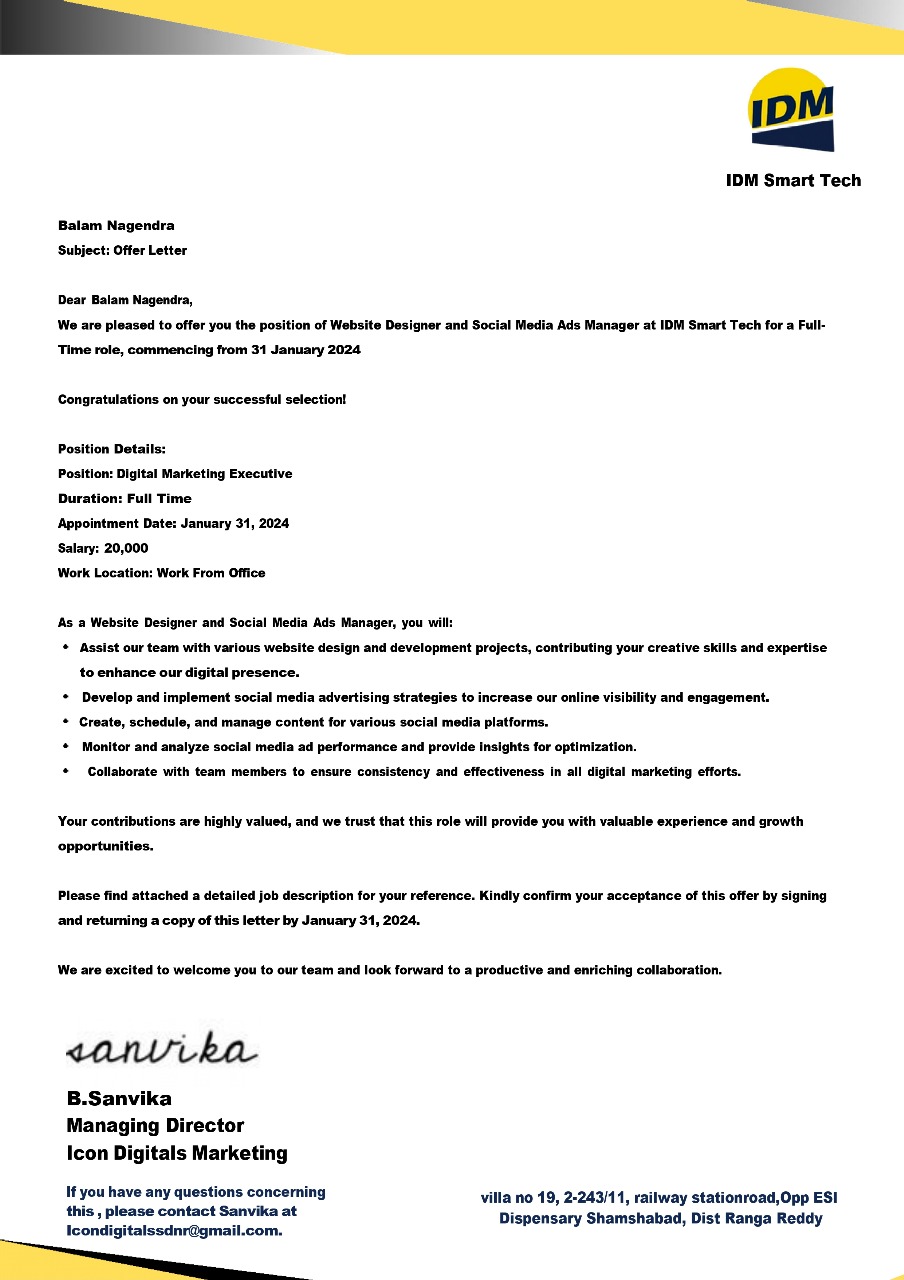 IDM
IDM Smart Tech
Balam Nagendra
Subject: Offer Letter
Dear Balam Nagendra,
We are pleased to offer you the position of Website Designer and Social Media Ads Manager at IDM Smart Tech for a Full-
Time role, commencing from 31 January 2024
Congratulations on your successful selection!
Position Details:
Position: Digital Marketing Executive
Duration: Full Time
Appointment Date: January 31, 2024
Salary: 20,000
Work Location: Work From Office
As a Website Designer and Social Media Ads Manager, you will:
• Assist our team with various website design and development projects, contributing your creative skills and expertise
to enhance our digital presence.
• Develop and implement social media advertising strategies to increase our online visibility and engagement.
• Create, schedule, and manage content for various social media platforms.
• Monitor and analyze social media ad performance and provide insights for optimization.
• Collaborate with team members to ensure consistency and effectiveness in all digital marketing efforts.
Your contributions are highly valued, and we trust that this role will provide you with valuable experience and growth
opportunities.
Please find attached a detailed job description for your reference. Kindly confirm your acceptance of this offer by signing
and returning a copy of this letter by January 31, 2024.
We are excited to welcome you to our team and look forward to a productive and enriching collaboration.
sanvika
B.Sanvika
Managing Director
Icon Digitals Marketing
If you have any questions concerning
this , please contact Sanvika at
Icondigitalssdnr@gmail.com.
villa no 19, 2-243/11, railway stationroad,Opp ESI
Dispensary Shamshabad, Dist Ranga Reddy